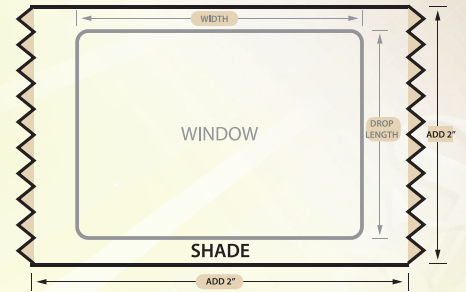 WIDTH
WINDOW
DROP
LENGTH
ADD 2"
SHADE
ADD 2"